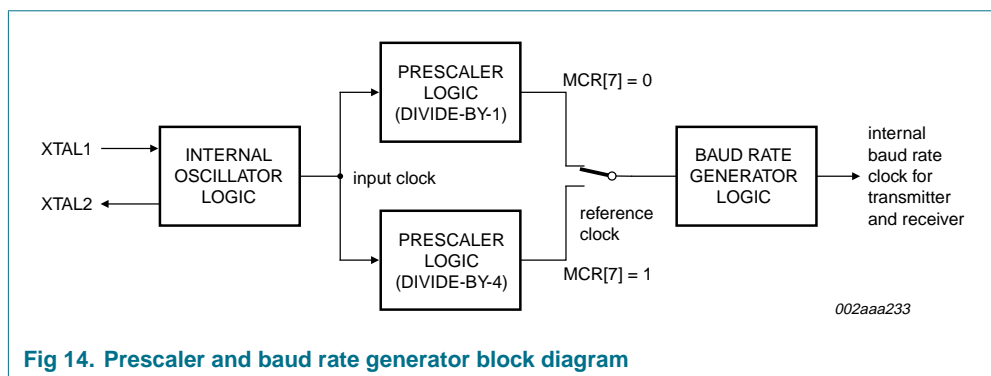 XTAL1
XTAL2
INTERNAL
OSCILLATOR
LOGIC
input clock
PRESCALER
LOGIC
(DIVIDE-BY-1)
PRESCALER
LOGIC
(DIVIDE-BY-4)
MCR[7] = 0
reference
clock
MCR[7] = 1
BAUD RATE
GENERATOR
LOGIC
internal
baud rate
clock for
transmitter
and receiver
002aaa233
Fig 14. Prescaler and baud rate generator block diagram